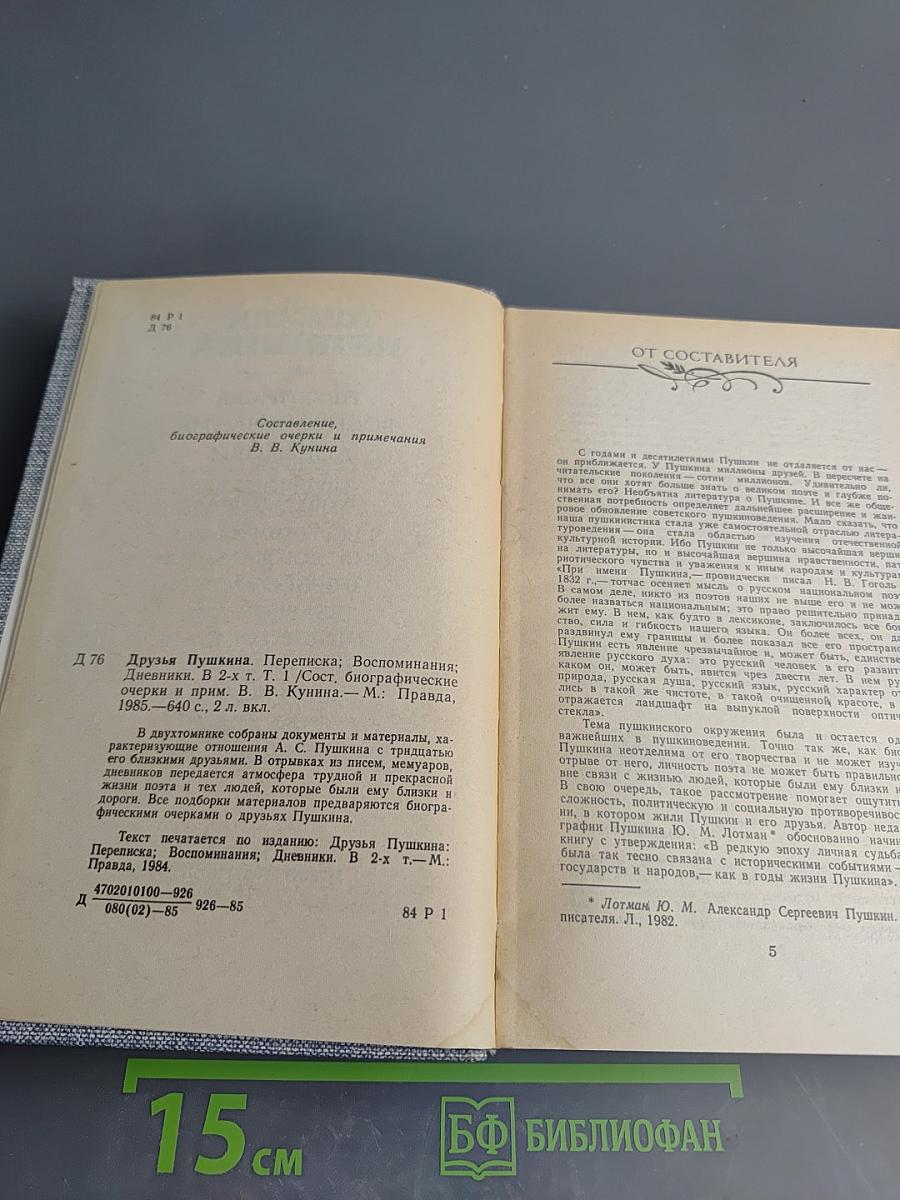 84 Р 1
Д 76
Составление,
биографические очерки и примечания
В. В. Кунина
Д 76 Друзья Пушкина. Переписка; Воспоминания;
Дневники. В 2-х т. Т. 1 /Сост, биографические
очерки и прим. В. В. Кунина.— М.: Правда,
1985.—640 с., 2 л. вкл.
В двухтомнике собраны документы и материалы, ха-
рактеризующие отношения А. С. Пушкина с тридцатью
его близкими друзьями. В отрывках из писем, мемуаров,
дневников передается атмосфера трудной и прекрасной
жизни поэта и тех людей, которые были ему близки и
дороги. Все подборки материалов предваряются биогра-
фическими очерками о друзьях Пушкина.
Текст печатается по изданию: Друзья Пушкина:
Переписка; Воспоминания; Дневники. В 2-х т.— М.:
Правда, 1984.
Д 4702010100—926
080(02)—85 926—85
84 Р 1
ОТ СОСТАВИТЕЛЯ
С годами и десятилетиями Пушкин не отдаляется от нас —
он приближается. У Пушкина миллионы друзей. В пересчете на
читательские поколения — сотни миллионов. Удивительно ли,
что все они хотят больше знать о великом поэте и глубже по-
нимать его? Необъятна литература о Пушкине. И все же обще-
ственная потребность определяет дальнейшее расширение и жан-
ровое обновление советского пушкиноведения. Мало сказать, что
наша пушкинистика стала уже самостоятельной отраслью литера-
туроведения — она стала областью изучения отечественной
культурной истории. Ибо Пушкин не только высочайшая верши
на литературы, но и высочайшая вершина нравственности, пат
риотического чувства и уважения к иным народам и культурам
«При имени Пушкина,— провидчески писал Н. В. Гоголь
1832 г.,— тотчас осеняет мысль о русском национальном поэ
В самом деле, никто из поэтов наших не выше его и не мож
более назваться национальным; это право решительно принад
жит ему. В нем, как будто в лексиконе, заключилось все бог
ство, сила и гибкость нашего языка. Он более всех, он да
раздвинул ему границы и более показал все его простран
Пушкин есть явление чрезвычайное и, может быть, единстве
явление русского духа: это русский человек в его развит
каком он, может быть, явится чрез двести лет. В нем ру
природа, русская душа, русский язык, русский характер от
лись в такой же чистоте, в такой очищенной красоте, в
отражается ландшафт на выпуклой поверхности оптич
стекла».
Тема пушкинского окружения была и остается од
важнейших в пушкиноведении. Точно так же, как био
Пушкина неотделима от его творчества и не может изуч
отрыве от него, личность поэта не может быть правильно
вне связи с жизнью людей, которые были ему близки и
В свою очередь, такое рассмотрение помогает ощутить
сложность, политическую и социальную противоречивос
ни, в котором жили Пушкин и его друзья. Автор неда
графии Пушкина Ю. М. Лотман * обоснованно начин
книгу с утверждения: «В редкую эпоху личная судьба
была так тесно связана с историческими событиями —
государств и народов,— как в годы жизни Пушкина».
* Лотман Ю. М. Александр Сергеевич Пушкин.
писателя. Л., 1982.
5
15 см
БФ БИБЛИОФАН